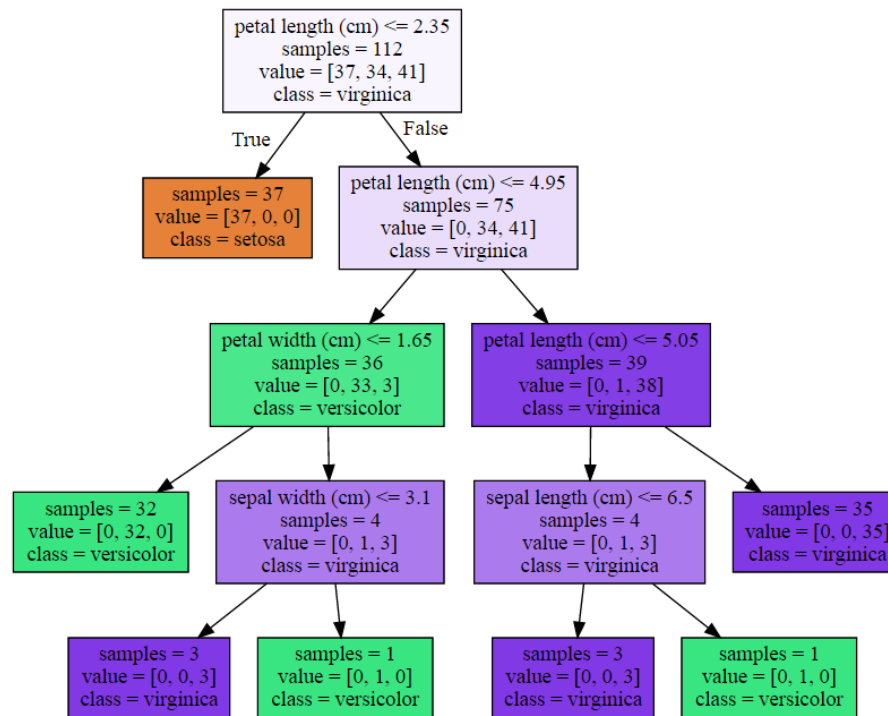 petal length (cm) <= 2.35
samples = 112
value = [37, 34, 41]
class = virginica
True
False
samples = 37
value = [37, 0, 0]
class = setosa
petal length (cm) <= 4.95
samples = 75
value = [0, 34, 41]
class = virginica
petal width (cm) <= 1.65
samples = 36
value = [0, 33, 3]
class = versicolor
petal length (cm) <= 5.05
samples = 39
value = [0, 1, 38]
class = virginica
samples = 32
value = [0, 32, 0]
class = versicolor
sepal width (cm) <= 3.1
samples = 4
value = [0, 1, 3]
class = virginica
sepal length (cm) <= 6.5
samples = 4
value = [0, 1, 3]
class = virginica
samples = 35
value = [0, 0, 35]
class = virginica
samples = 3
value = [0, 0, 3]
class = virginica
samples = 1
value = [0, 1, 0]
class = versicolor
samples = 3
value = [0, 0, 3]
class = virginica
samples = 1
value = [0, 1, 0]
class = versicolor